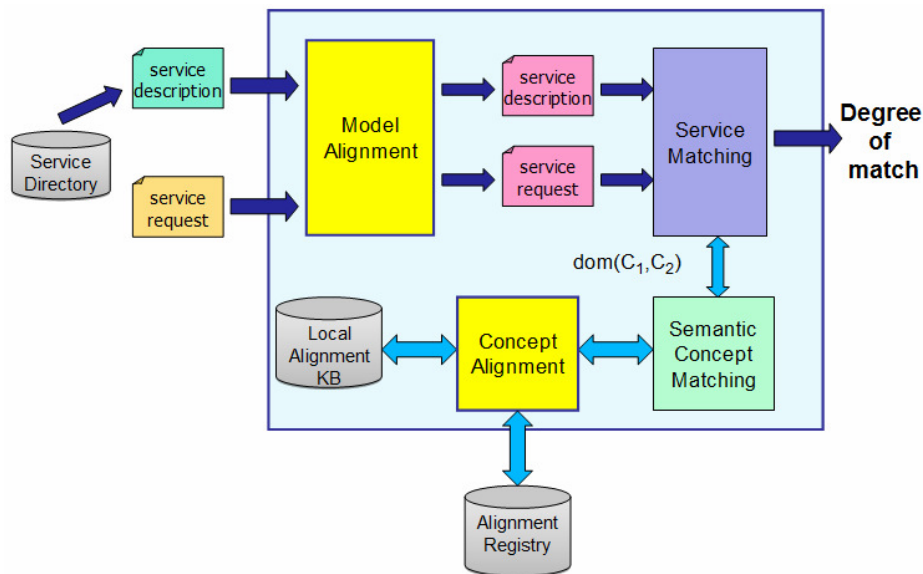 service
description
Service
Directory
service
request
Model
Alignment
service
description
service
request
Service
Matching
Degree
of
match
dom(C₁,C₂)
Local
Alignment
KB
Concept
Alignment
Semantic
Concept
Matching
Alignment
Registry